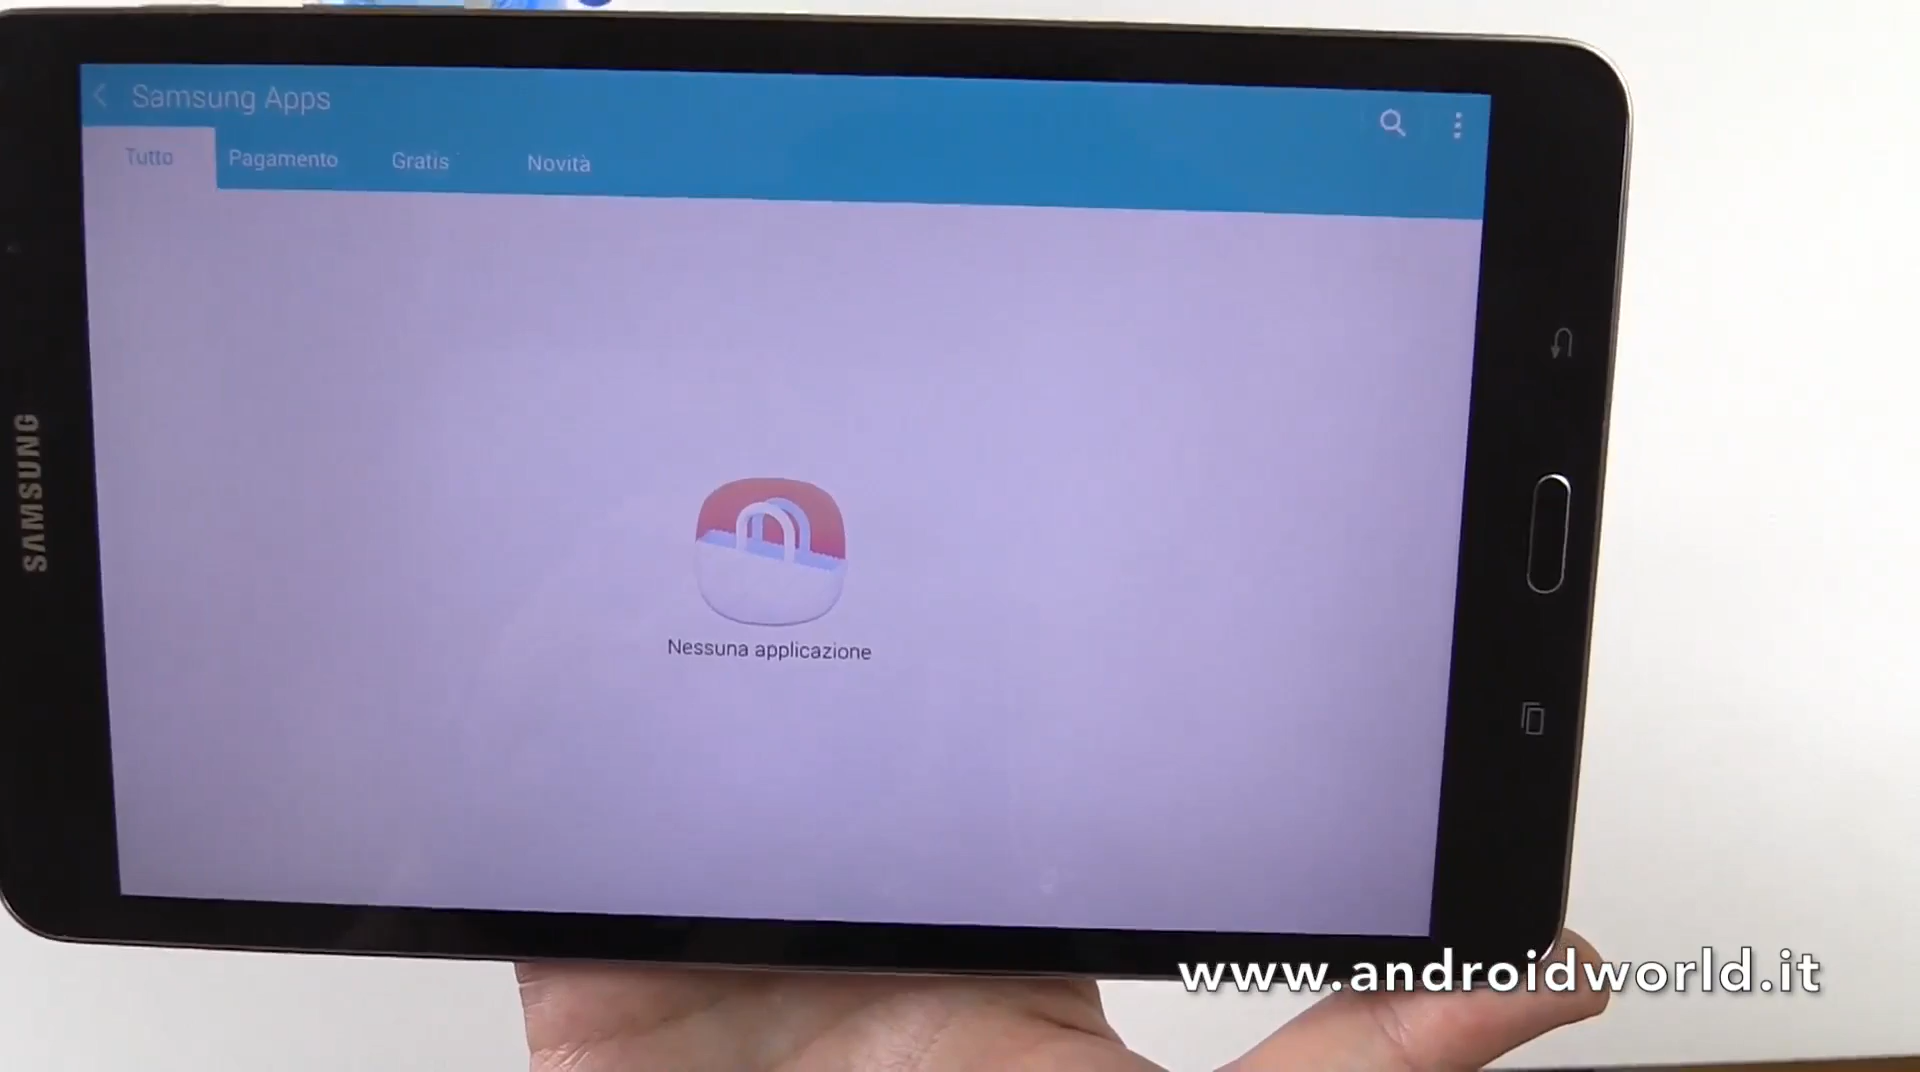 Samsung Apps
Tutto
Pagamento
Gratis
Novità
SAMSUNG
Nessuna applicazione
www.androidworld.it